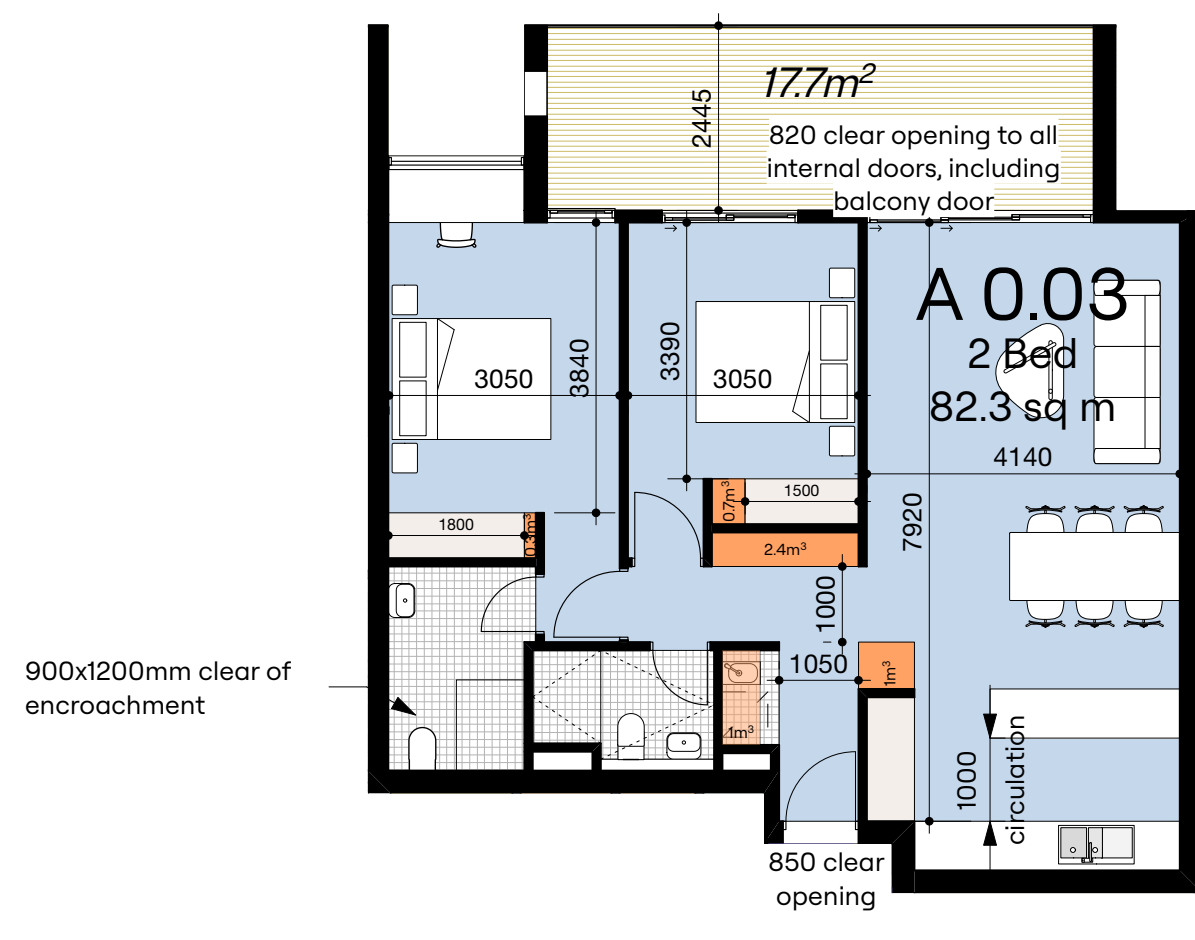 17.7m²
2445
820 clear opening to all
internal doors, including
balcony door
A 0.03
2 Bed
82.3 sq m
3050
3840
3390
3050
4140
7920
1800
0.3m³
0.7m³
1500
2.4m³
1000
1050
1m³
1m³
900x1200mm clear of
encroachment
1000
circulation
850 clear
opening